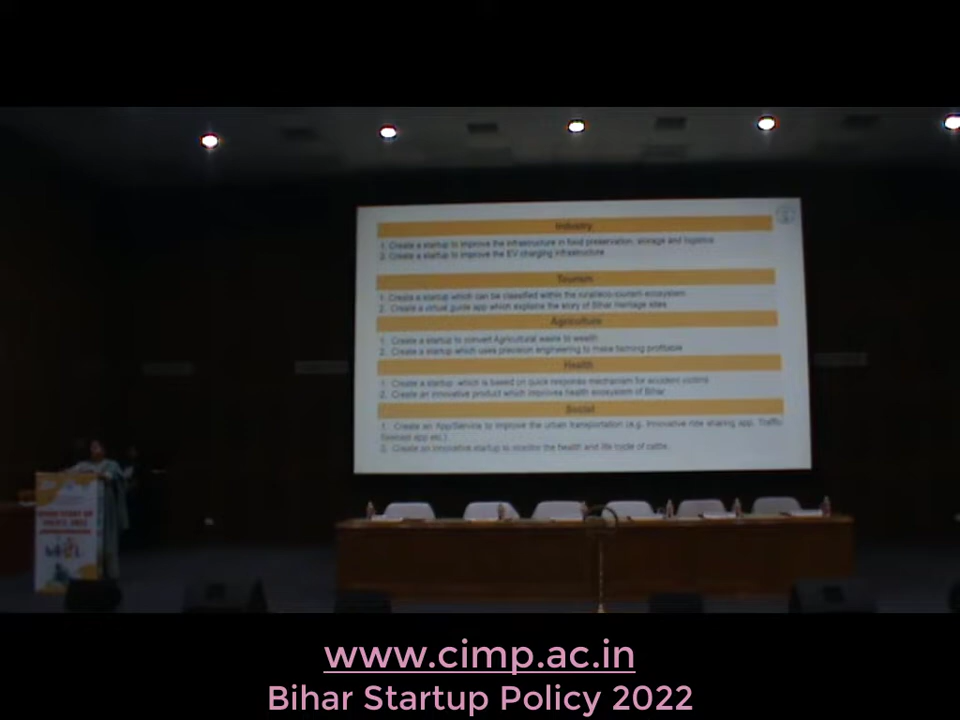 Industry
1. Create a startup to improve the infrastructure in food preservation, storage and logistics
2. Create a startup to improve the EV charging infrastructure
Tourism
1. Create a startup which can be classified within the rural/eco-tourism ecosystem
2. Create a virtual guide app which explains the story of Bihar Heritage sites
Agriculture
1. Create a startup to convert Agricultural waste to wealth
2. Create a startup which uses precision engineering to make farming profitable
Health
1. Create a startup which is based on quick response mechanism for accident victims
2. Create an innovative product which improves health ecosystem of Bihar
Social
1. Create an App/Service to improve the urban transportation (e.g. Innovative ride sharing app, Traffic
forecast app etc.)
2. Create an innovative startup to monitor the health and life of cattle.
www.cimp.ac.in
Bihar Startup Policy 2022